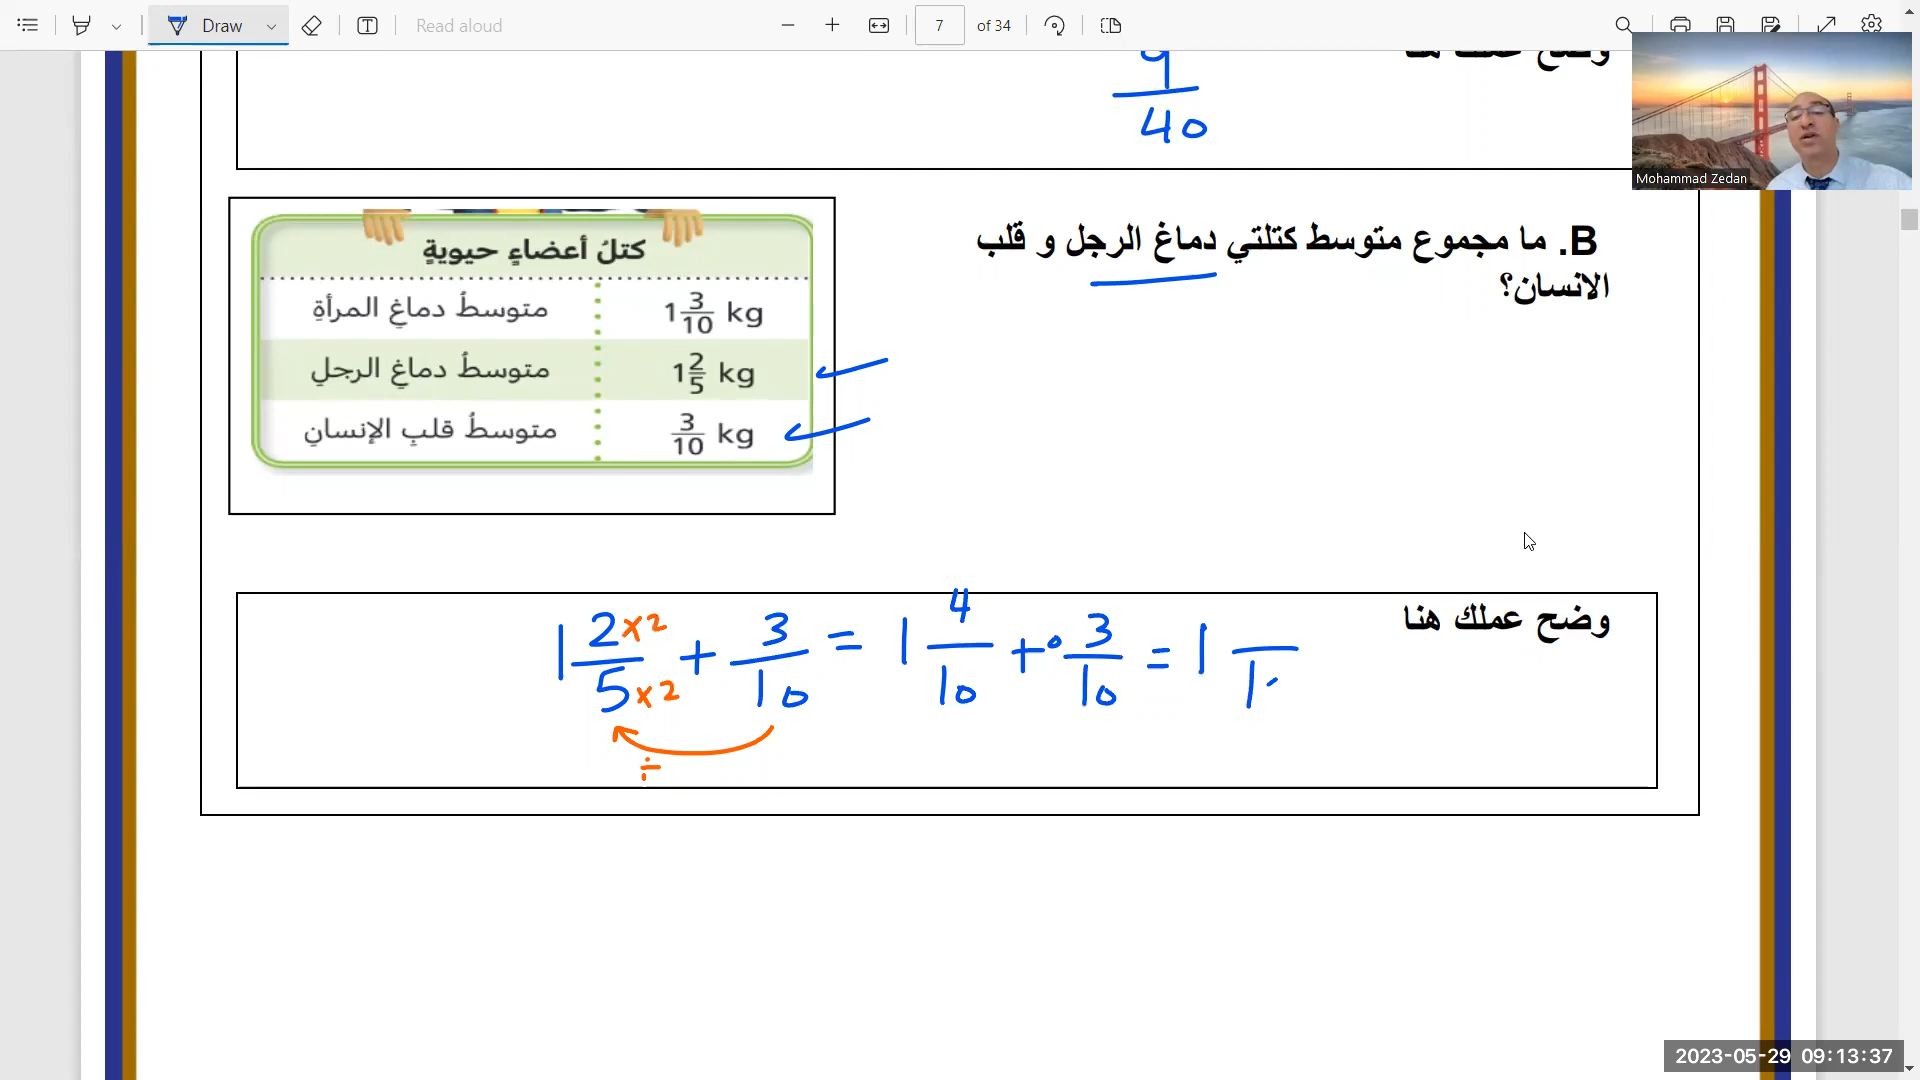 Draw
Read aloud
7 of 34
Mohammad Zedan
9
40
B. ما مجموع متوسط كتلتي دماغ الرجل و قلب
الانسان؟
كتلُ أعضاءٍ حيويةٍ
متوسطُ دماغِ المرأةِ 1 3/10 kg
متوسطُ دماغِ الرجلِ 1 2/5 kg
متوسطُ قلبِ الإنسانِ 3/10 kg
وضح عملك هنا
1 2×2/5×2 + 3/10 = 1 4/10 + 0 3/10 = 1
÷
2023-05-29 09:13:37